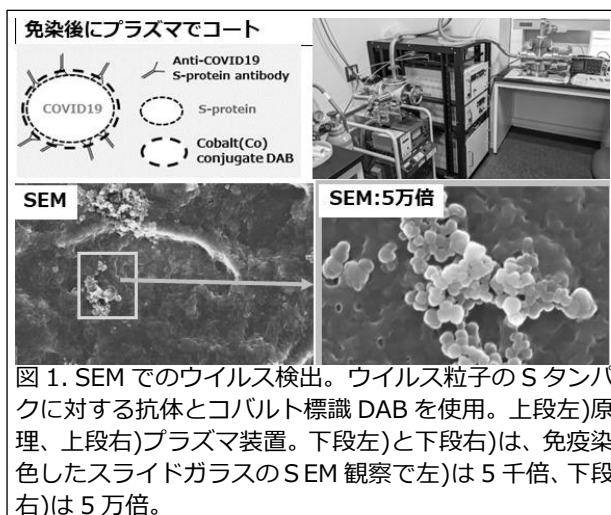 免染後にプラズマでコート
Anti-COVID19
S-protein antibody
COVID19
S-protein
Cobalt(Co)
conjugate DAB
SEM
SEM:5万倍
図 1. SEM でのウイルス検出。ウイルス粒子の S タンパ
クに対する抗体とコバルト標識 DAB を使用。上段左)原
理、上段右)プラズマ装置。下段左)と下段右)は、免疫染
色したスライドガラスのSEM 観察で左)は 5 千倍、下段
右)は 5 万倍。